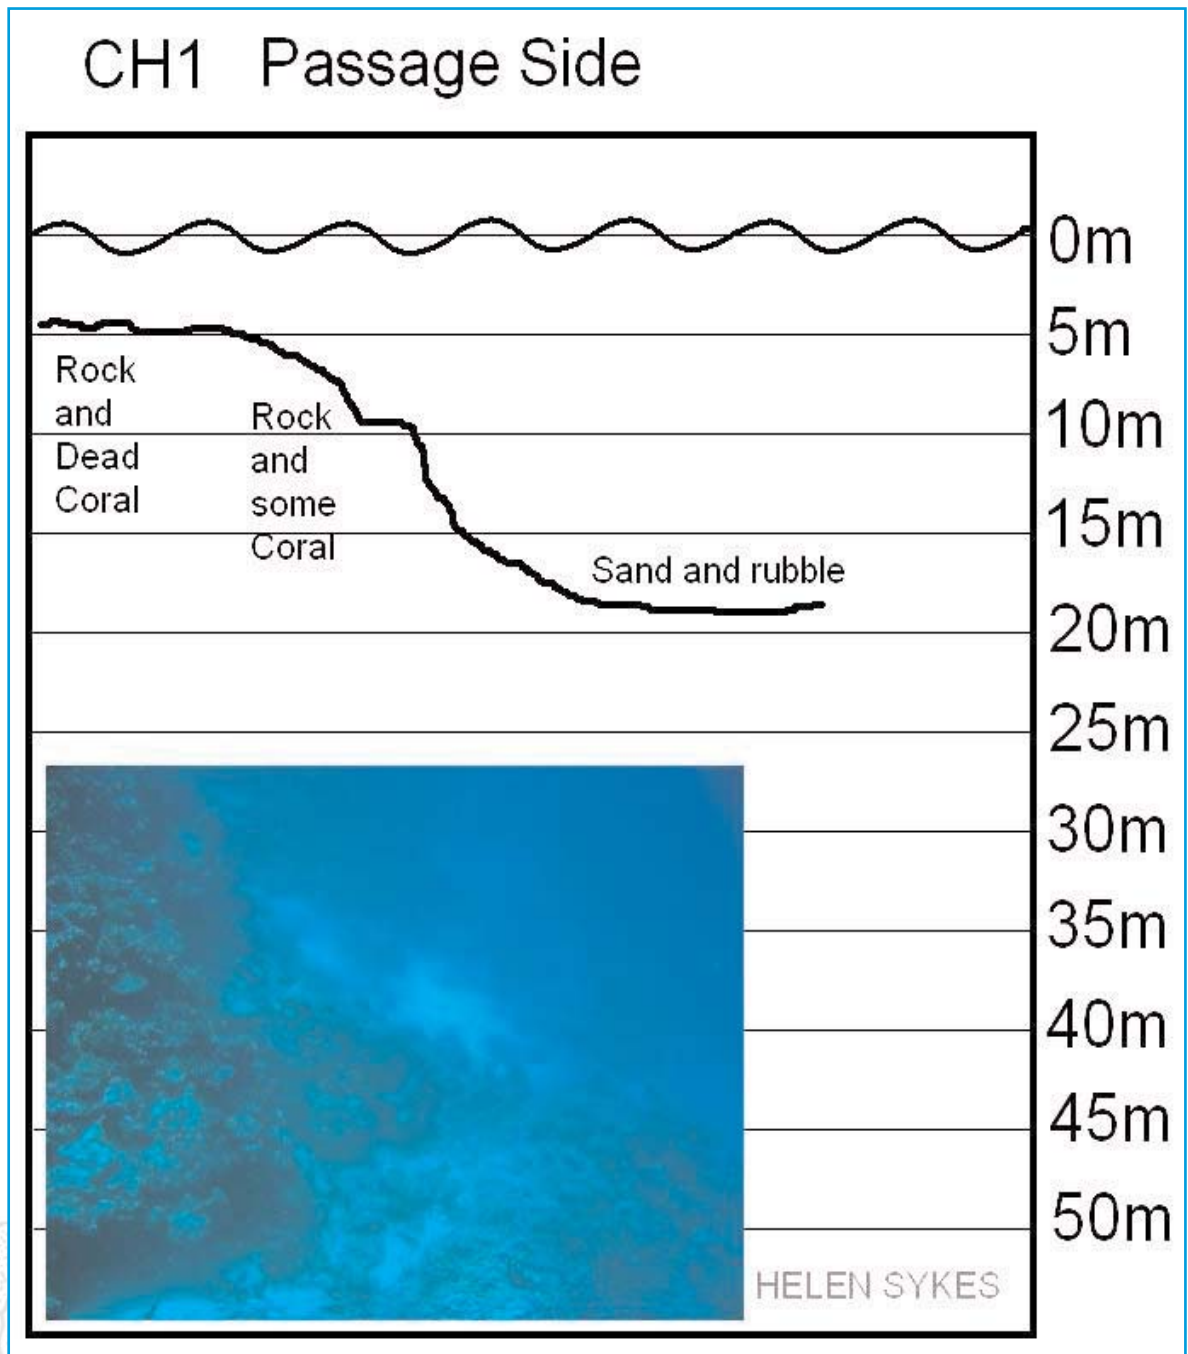 CH1 Passage Side
0m
5m
Rock
and
Dead
Coral
Rock
and
some
Coral
10m
15m
Sand and rubble
20m
25m
30m
35m
40m
45m
50m
HELEN SYKES